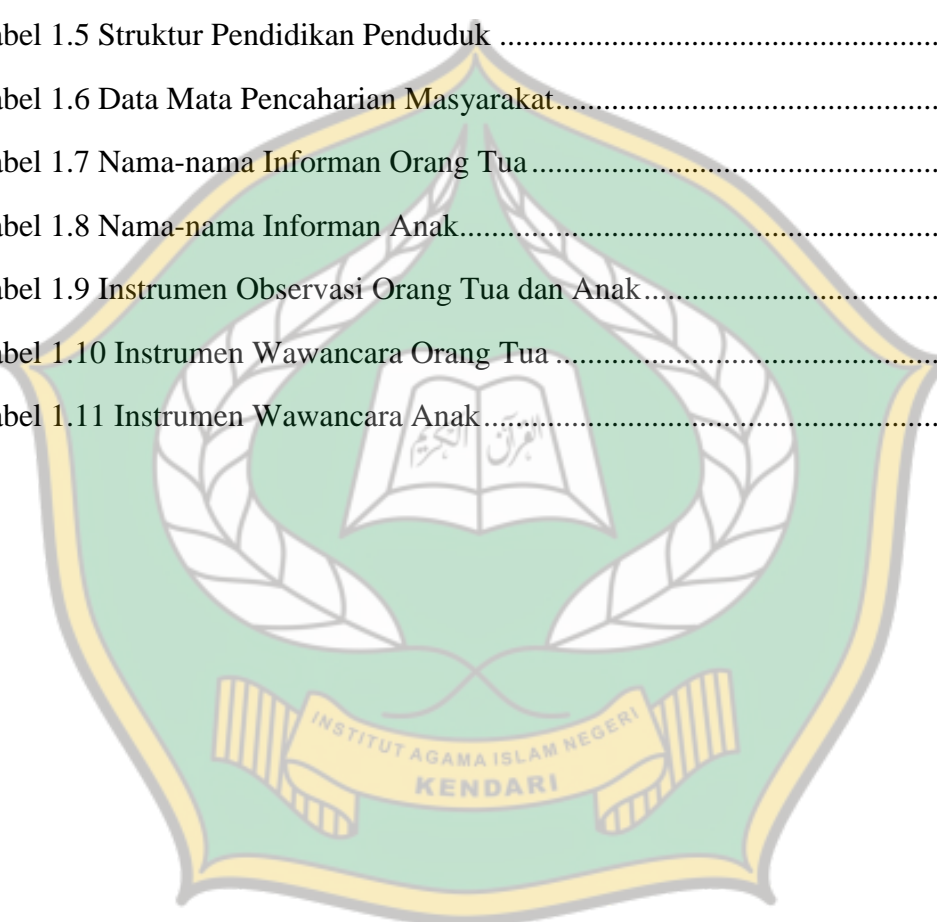 abel 1.5 Struktur Pendidikan Penduduk ........................................................
abel 1.6 Data Mata Pencaharian Masyarakat.................................................
abel 1.7 Nama-nama Informan Orang Tua ....................................................
abel 1.8 Nama-nama Informan Anak.............................................................
abel 1.9 Instrumen Observasi Orang Tua dan Anak.....................................
abel 1.10 Instrumen Wawancara Orang Tua ................................................
abel 1.11 Instrumen Wawancara Anak..........................................................
القرآن الكريم
INSTITUT AGAMA ISLAM NEGERI
KENDARI